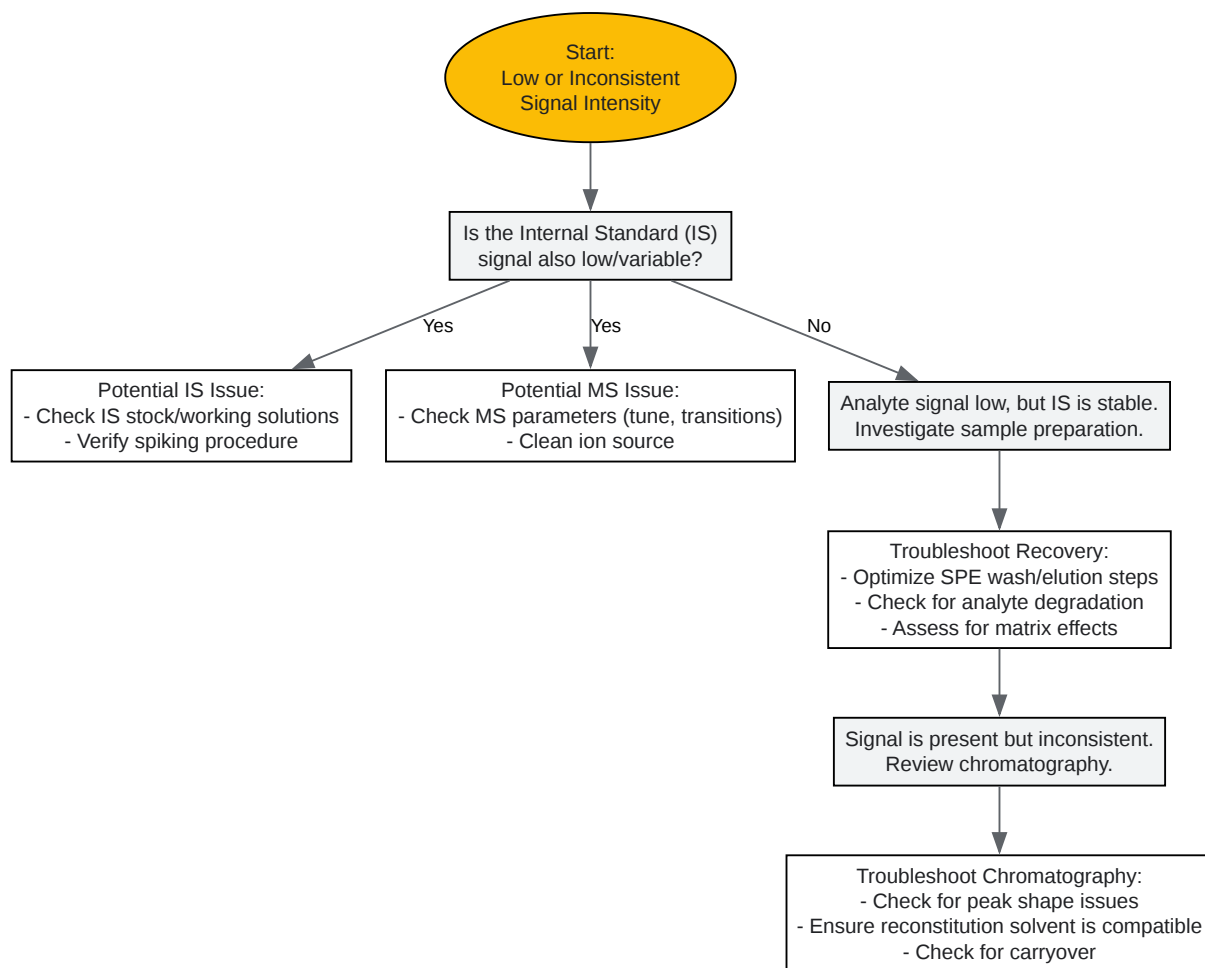 Start:
Low or Inconsistent
Signal Intensity
Is the Internal Standard (IS)
signal also low/variable?
Yes
Yes
No
Potential IS Issue:
- Check IS stock/working solutions
- Verify spiking procedure
Potential MS Issue:
- Check MS parameters (tune, transitions)
- Clean ion source
Analyte signal low, but IS is stable.
Investigate sample preparation.
Troubleshoot Recovery:
- Optimize SPE wash/elution steps
- Check for analyte degradation
- Assess for matrix effects
Signal is present but inconsistent.
Review chromatography.
Troubleshoot Chromatography:
- Check for peak shape issues
- Ensure reconstitution solvent is compatible
- Check for carryover